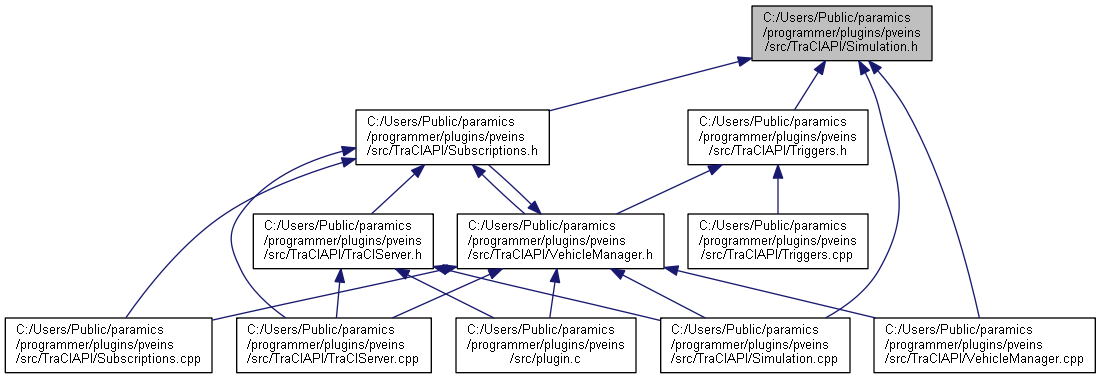 C:/Users/Public/paramics
/programmer/plugins/pveins
/src/TraCIAPI/Simulation.h
C:/Users/Public/paramics
/programmer/plugins/pveins
/src/TraCIAPI/Subscriptions.h
C:/Users/Public/paramics
/programmer/plugins/pveins
/src/TraCIAPI/Triggers.h
C:/Users/Public/paramics
/programmer/plugins/pveins
/src/TraCIAPI/TraCIServer.h
C:/Users/Public/paramics
/programmer/plugins/pveins
/src/TraCIAPI/VehicleManager.h
C:/Users/Public/paramics
/programmer/plugins/pveins
/src/TraCIAPI/Triggers.cpp
C:/Users/Public/paramics
/programmer/plugins/pveins
/src/TraCIAPI/Subscriptions.cpp
C:/Users/Public/paramics
/programmer/plugins/pveins
/src/TraCIAPI/TraCIServer.cpp
C:/Users/Public/paramics
/programmer/plugins/pveins
/src/plugin.c
C:/Users/Public/paramics
/programmer/plugins/pveins
/src/TraCIAPI/Simulation.cpp
C:/Users/Public/paramics
/programmer/plugins/pveins
/src/TraCIAPI/VehicleManager.cpp